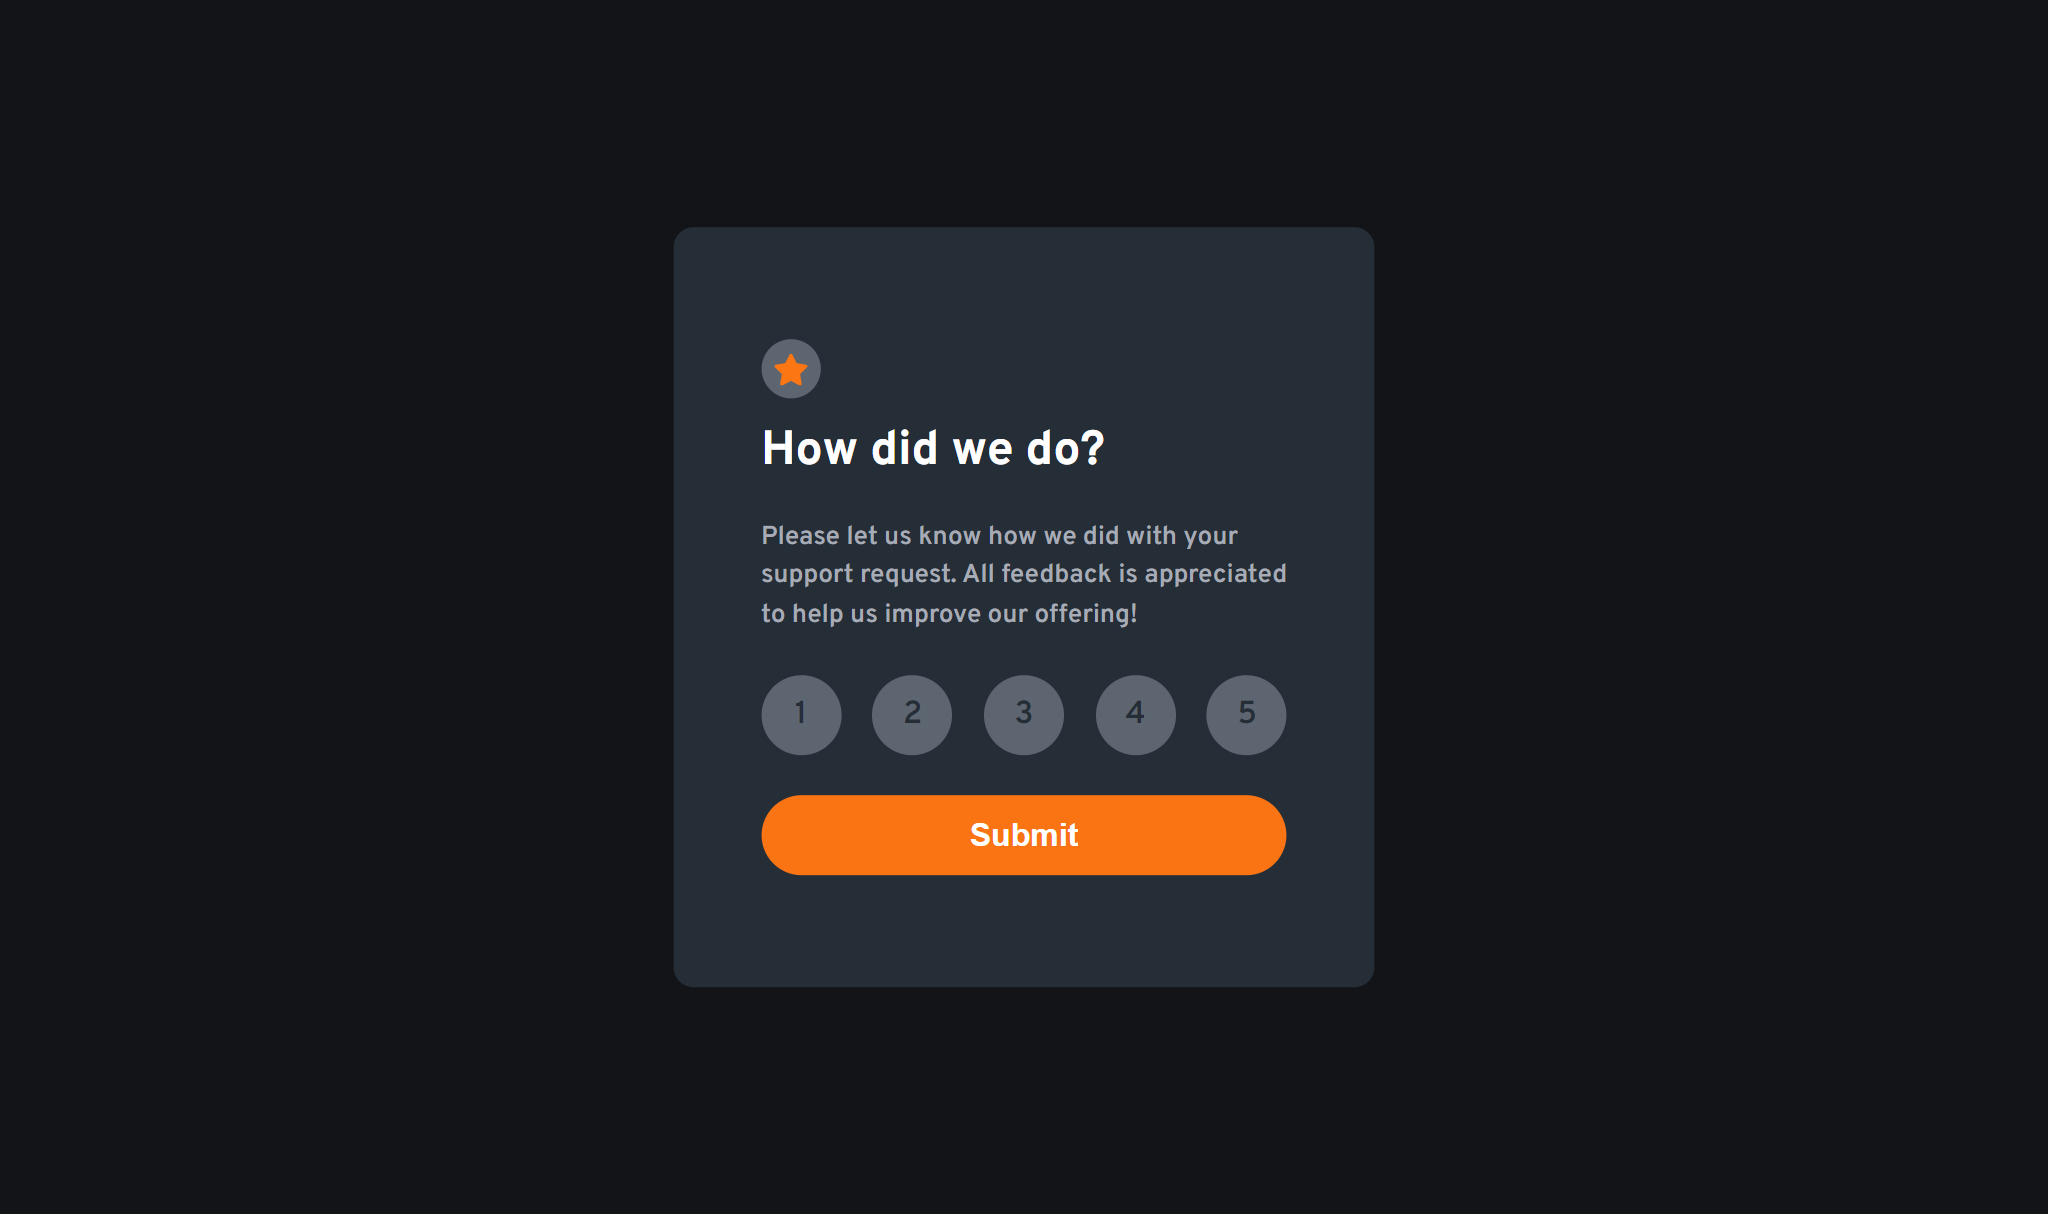 How did we do?
Please let us know how we did with your
support request. All feedback is appreciated
to help us improve our offering!
1 2 3 4 5
Submit